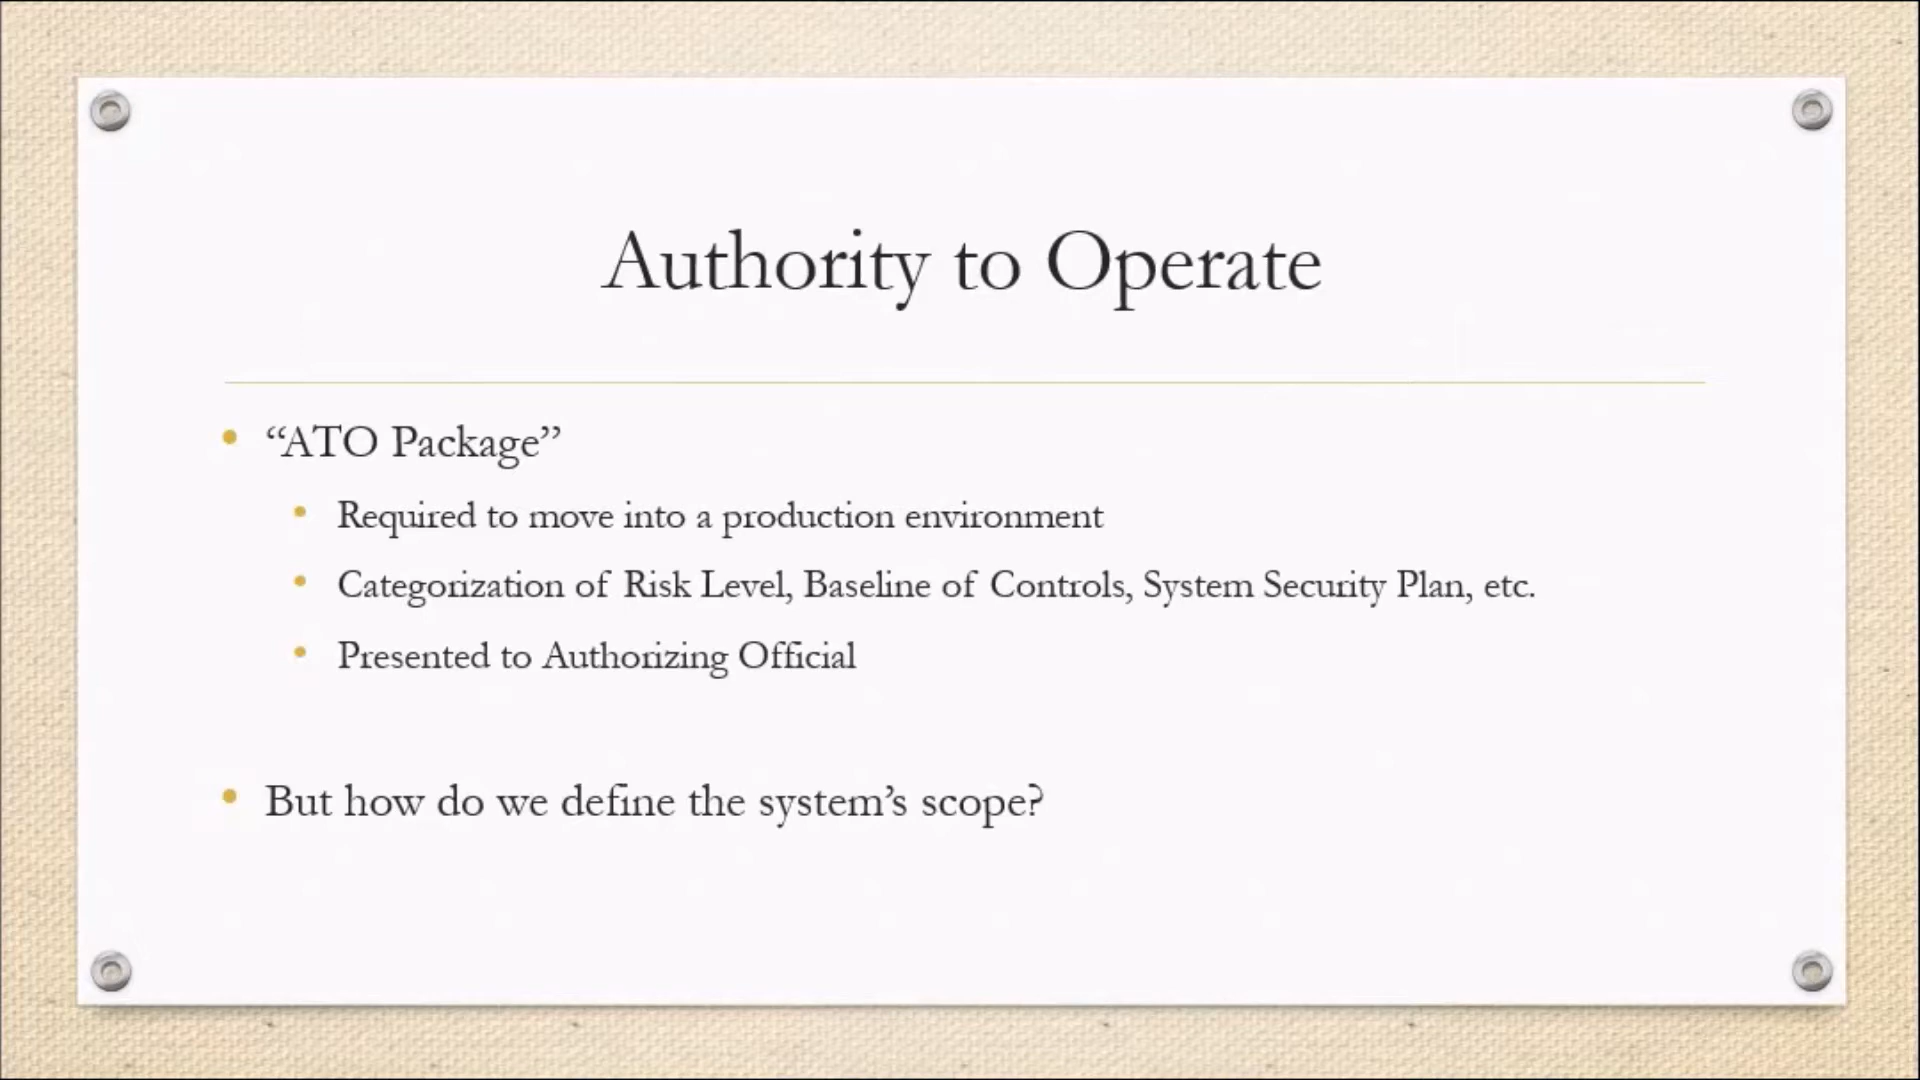 Authority to Operate
“ATO Package”
Required to move into a production environment
Categorization of Risk Level, Baseline of Controls, System Security Plan, etc.
Presented to Authorizing Official
But how do we define the system’s scope?